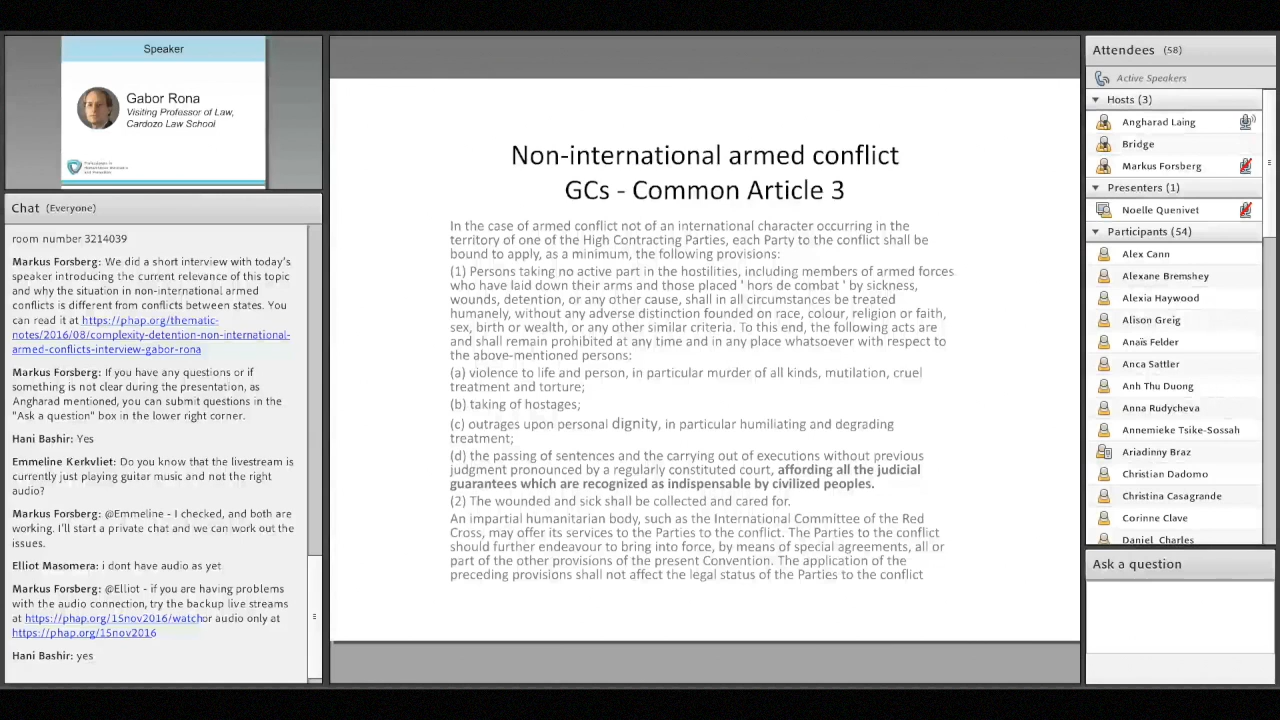 Speaker
Gabor Rona
Visiting Professor of Law,
Cardozo Law School
Professionals in
Humanitarian Assistance
and Protection
Chat (Everyone)
room number 3214039
Markus Forsberg: We did a short interview with today's
speaker introducing the current relevance of this topic
and why the situation in non-international armed
conflicts is different from conflicts between states. You
can read it at https://phap.org/thematic-
notes/2016/08/complexity-detention-non-international-
armed-conflicts-interview-gabor-rona
Markus Forsberg: If you have any questions or if
something is not clear during the presentation, as
Angharad mentioned, you can submit questions in the
"Ask a question" box in the lower right corner.
Hani Bashir: Yes
Emmeline Kerkvliet: Do you know that the livestream is
currently just playing guitar music and not the right
audio?
Markus Forsberg: @Emmeline - I checked, and both are
working. I'll start a private chat and we can work out the
issues.
Elliot Masomera: i dont have audio as yet
Markus Forsberg: @Elliot - if you are having problems
with the audio connection, try the backup live streams
at https://phap.org/15nov2016/watchor audio only at
https://phap.org/15nov2016
Hani Bashir: yes
Non-international armed conflict
GCs - Common Article 3
In the case of armed conflict not of an international character occurring in the
territory of one of the High Contracting Parties, each Party to the conflict shall be
bound to apply, as a minimum, the following provisions:
(1) Persons taking no active part in the hostilities, including members of armed forces
who have laid down their arms and those placed ' hors de combat ' by sickness,
wounds, detention, or any other cause, shall in all circumstances be treated
humanely, without any adverse distinction founded on race, colour, religion or faith,
sex, birth or wealth, or any other similar criteria. To this end, the following acts are
and shall remain prohibited at any time and in any place whatsoever with respect to
the above-mentioned persons:
(a) violence to life and person, in particular murder of all kinds, mutilation, cruel
treatment and torture;
(b) taking of hostages;
(c) outrages upon personal dignity, in particular humiliating and degrading
treatment;
(d) the passing of sentences and the carrying out of executions without previous
judgment pronounced by a regularly constituted court, affording all the judicial
guarantees which are recognized as indispensable by civilized peoples.
(2) The wounded and sick shall be collected and cared for.
An impartial humanitarian body, such as the International Committee of the Red
Cross, may offer its services to the Parties to the conflict. The Parties to the conflict
should further endeavour to bring into force, by means of special agreements, all or
part of the other provisions of the present Convention. The application of the
preceding provisions shall not affect the legal status of the Parties to the conflict
Attendees (58)
Active Speakers
Hosts (3)
Angharad Laing
Bridge
Markus Forsberg
Presenters (1)
Noelle Quenivet
Participants (54)
Alex Cann
Alexane Bremshey
Alexia Haywood
Alison Greig
Anaïs Felder
Anca Sattler
Anh Thu Duong
Anna Rudycheva
Annemieke Tsike-Sossah
Ariadinny Braz
Christian Dadomo
Christina Casagrande
Corinne Clave
Daniel Charles
Ask a question